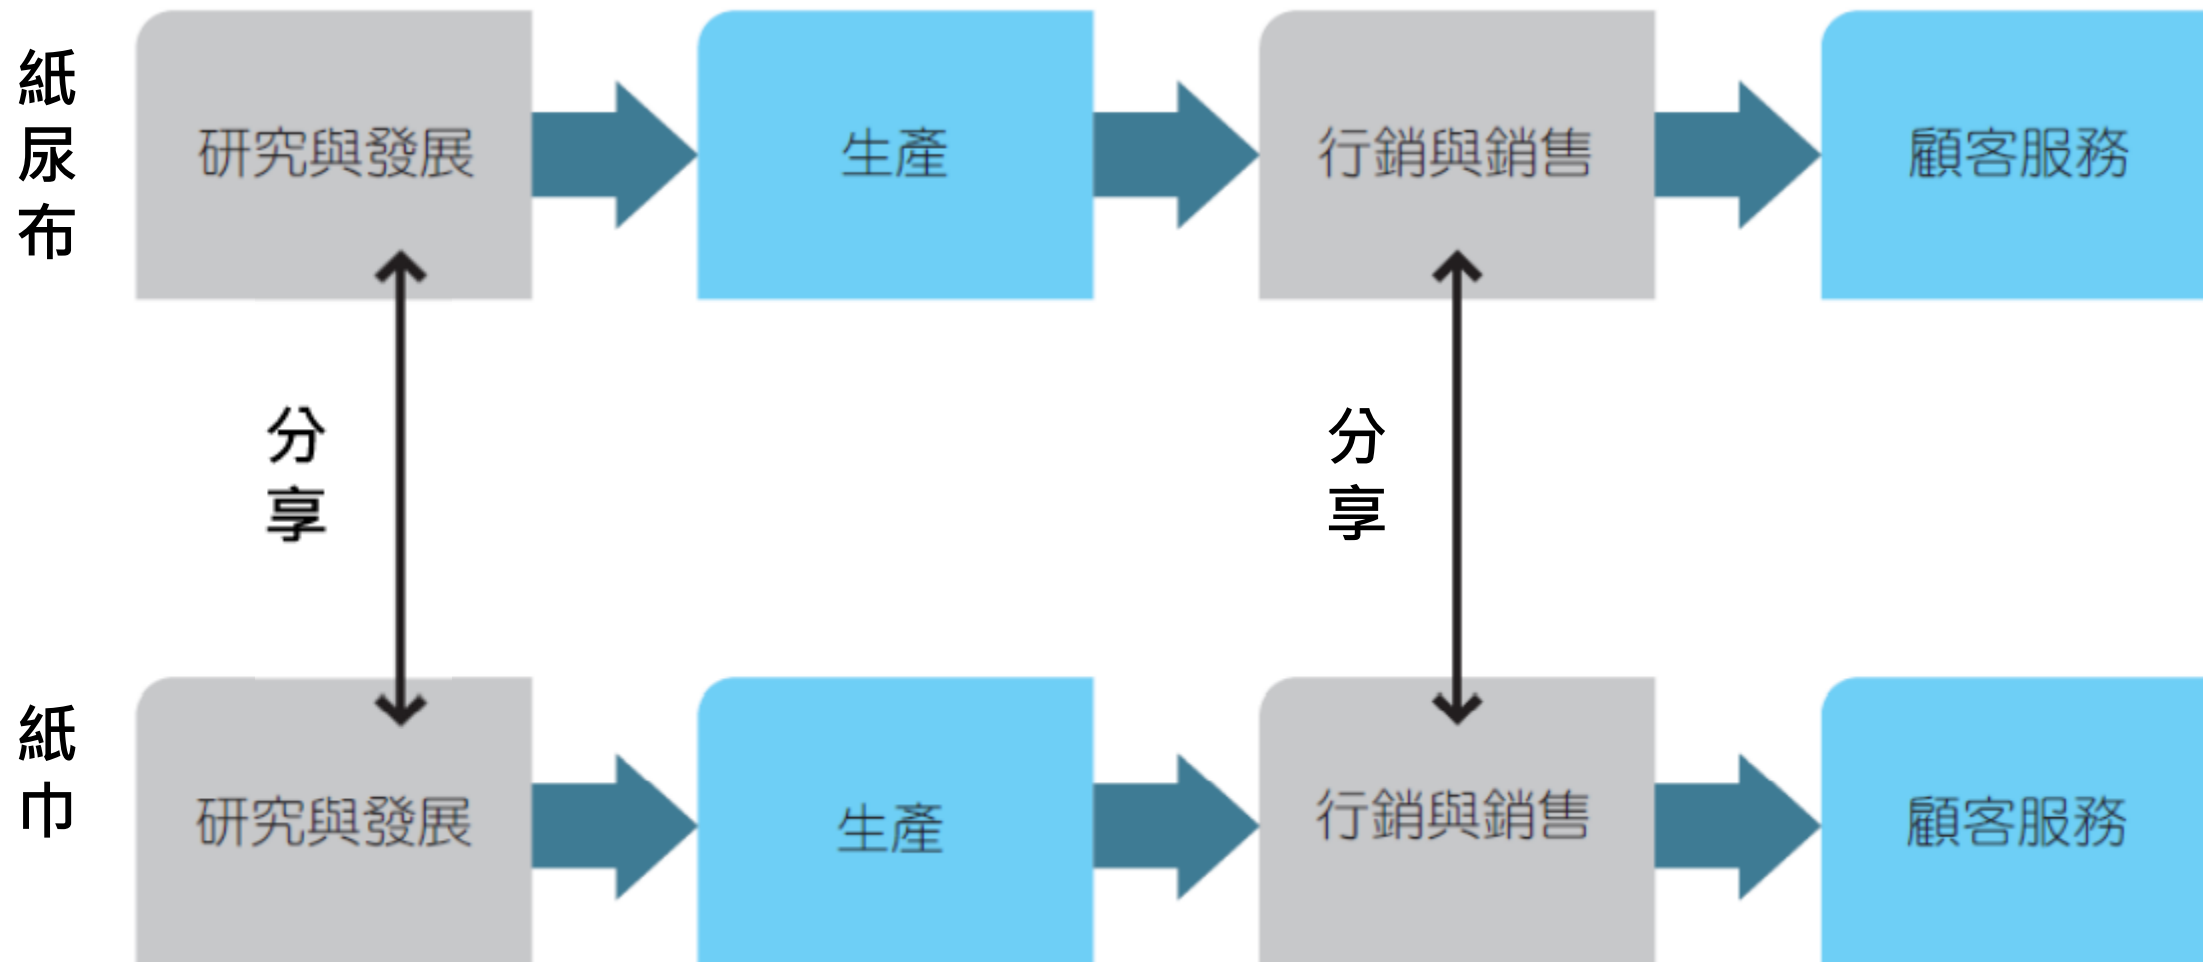 紙尿布
研究與發展
生產
行銷與銷售
顧客服務
分享
分享
紙巾
研究與發展
生產
行銷與銷售
顧客服務